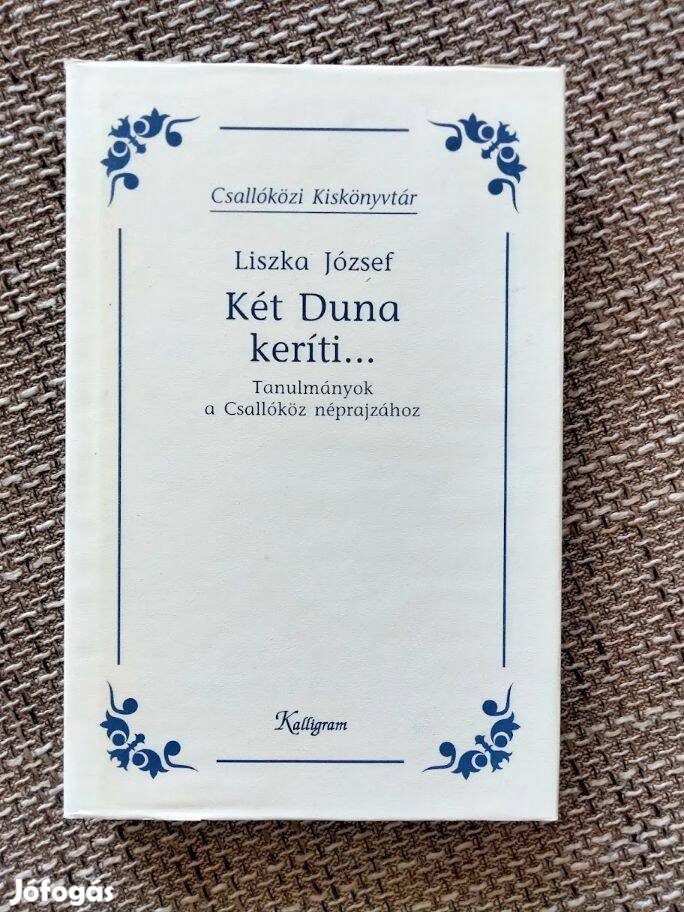 Csallóközi Kiskönyvtár
Liszka József
Két Duna
keríti...
Tanulmányok
a Csallóköz néprajzához
Kalligram
Jófogás